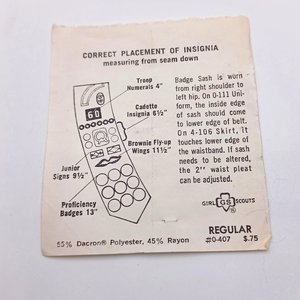 CORRECT PLACEMENT OF INSIGNIA
measuring from seam down
Troop
Numerals 4"
60
Cadette
Insignia 6½"
Brownie Fly-up
Wings 11½"
Junior
Signs 9½"
Proficiency
Badges 13"
Badge Sash is worn
from right shoulder to
left hip. On 0-111 Uni-
form, the inside edge
of sash should come
to lower edge of belt.
On 4-106 Skirt, it
touches lower edge of
the waistband. If sash
needs to be altered,
the 2" waist pleat
can be adjusted.
GIRL GS SCOUTS
®
REGULAR
#0-407 $.75
55% Dacron® Polyester, 45% Rayon